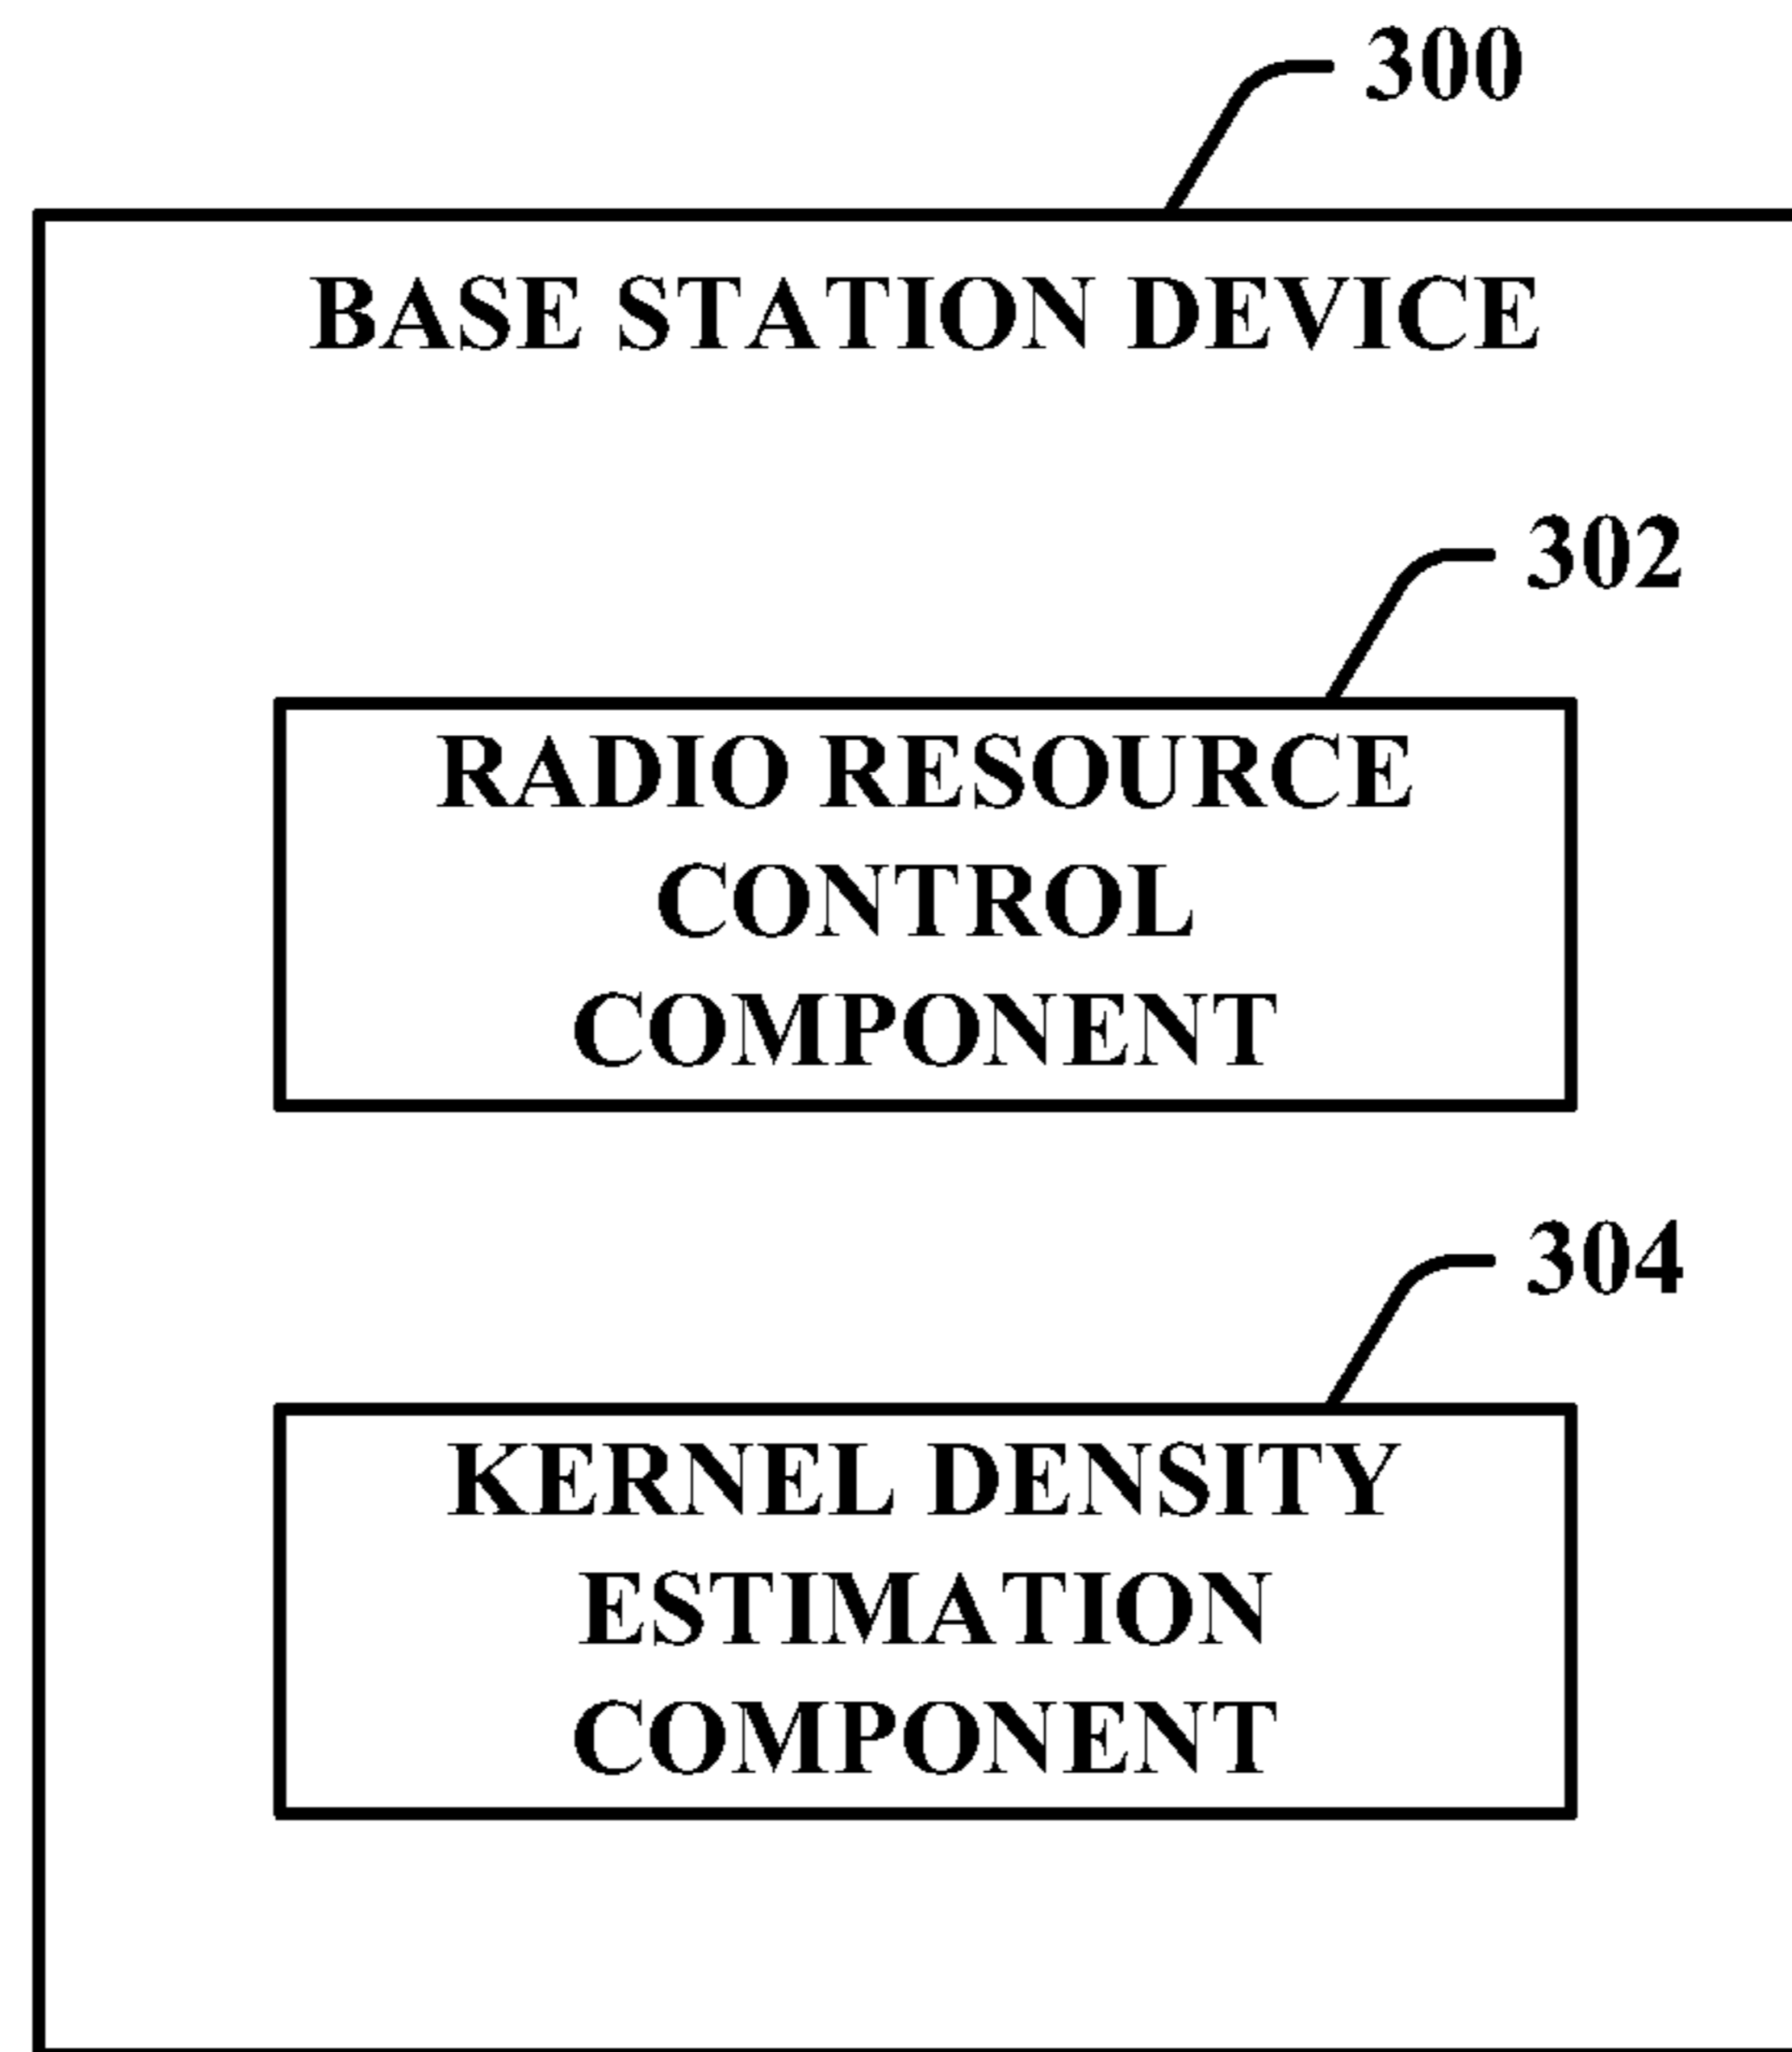 300
BASE STATION DEVICE
302
RADIO RESOURCE
CONTROL
COMPONENT
304
KERNEL DENSITY
ESTIMATION
COMPONENT